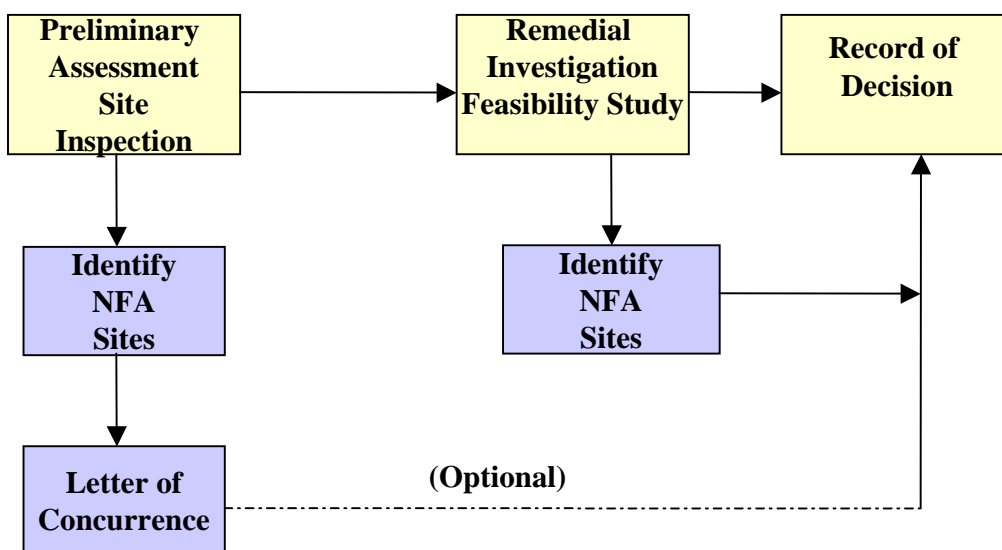 Preliminary
Assessment
Site
Inspection
Remedial
Investigation
Feasibility Study
Record of
Decision
Identify
NFA
Sites
Identify
NFA
Sites
Letter of
Concurrence
(Optional)